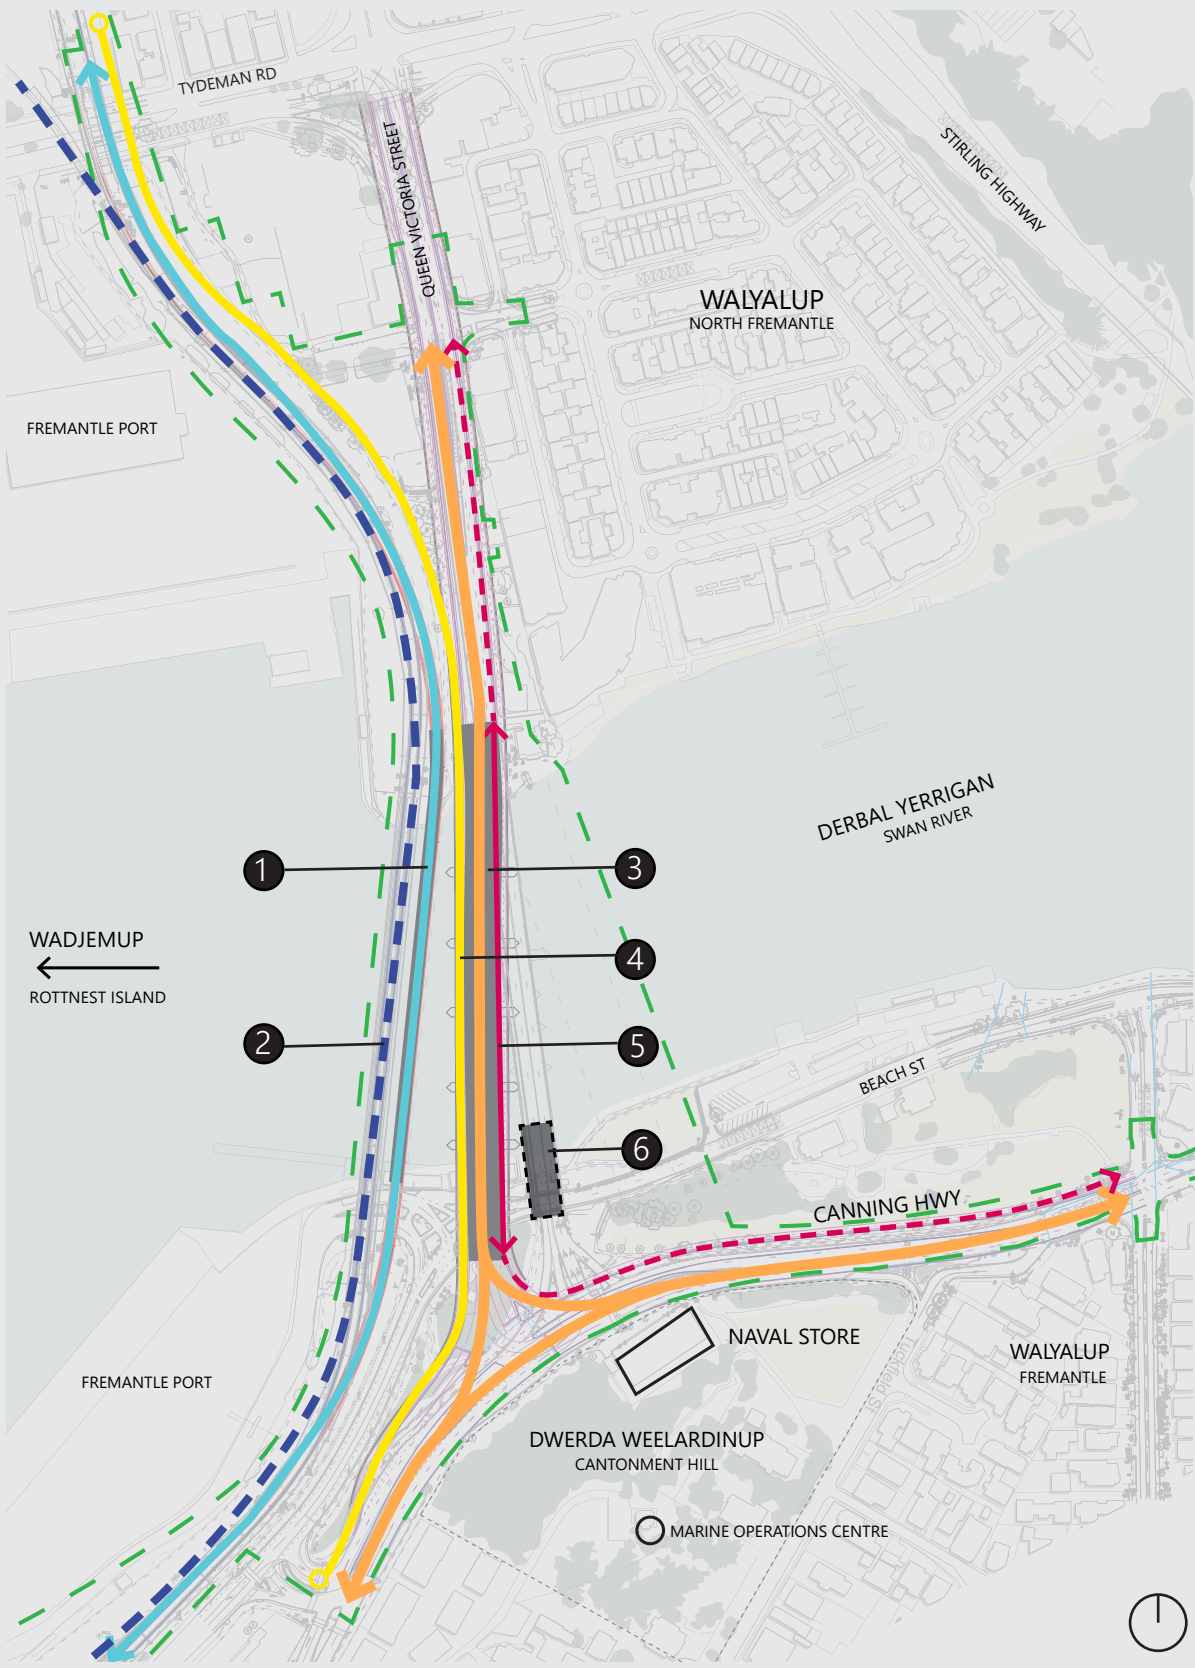 TYDEMAN RD
QUEEN VICTORIA STREET
STIRLING HIGHWAY
WALYALUP
NORTH FREMANTLE
FREMANTLE PORT
DERBAL YERRIGAN
SWAN RIVER
1
3
WADJEMUP
ROTTNEST ISLAND
4
2
5
BEACH ST
6
CANNING HWY
NAVAL STORE
WALYALUP
FREMANTLE
FREMANTLE PORT
DWERDA WEELARDINUP
CANTONMENT HILL
MARINE OPERATIONS CENTRE